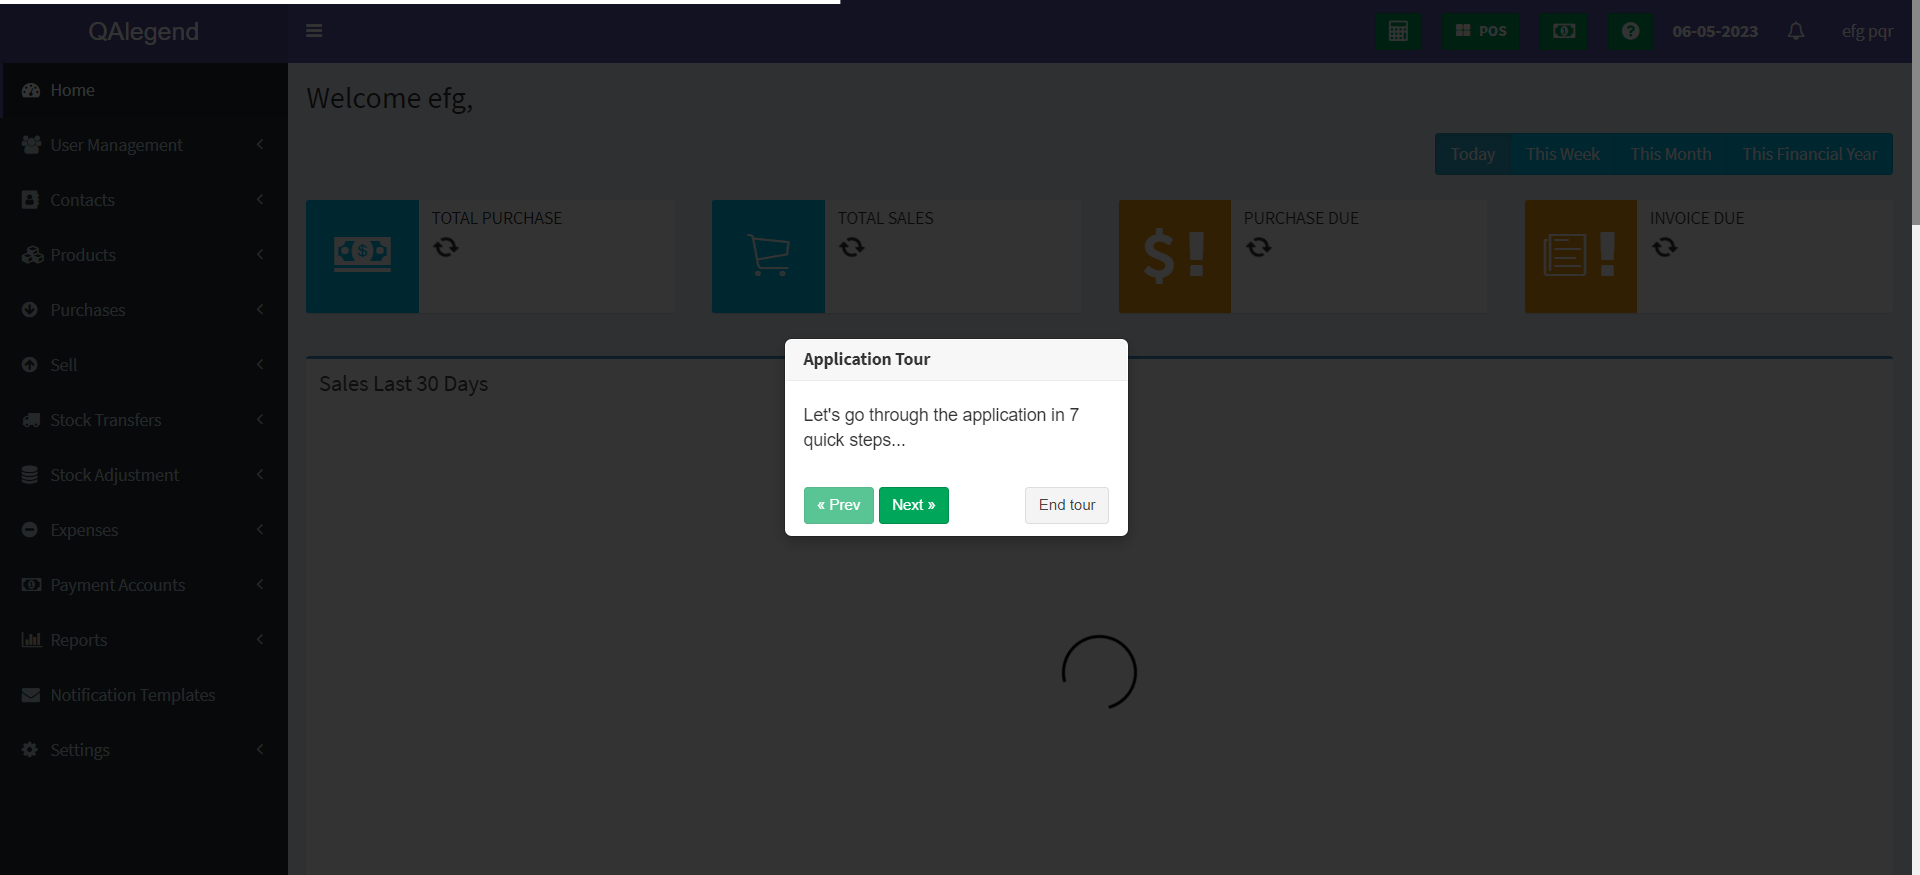 QAlegend
POS
06-05-2023
efg pqr
Home
User Management
Contacts
Products
Purchases
Sell
Stock Transfers
Stock Adjustment
Expenses
Payment Accounts
Reports
Notification Templates
Settings
Welcome efg,
Today This Week This Month This Financial Year
TOTAL PURCHASE
TOTAL SALES
PURCHASE DUE
INVOICE DUE
Sales Last 30 Days
Application Tour
Let's go through the application in 7
quick steps...
« Prev
Next »
End tour